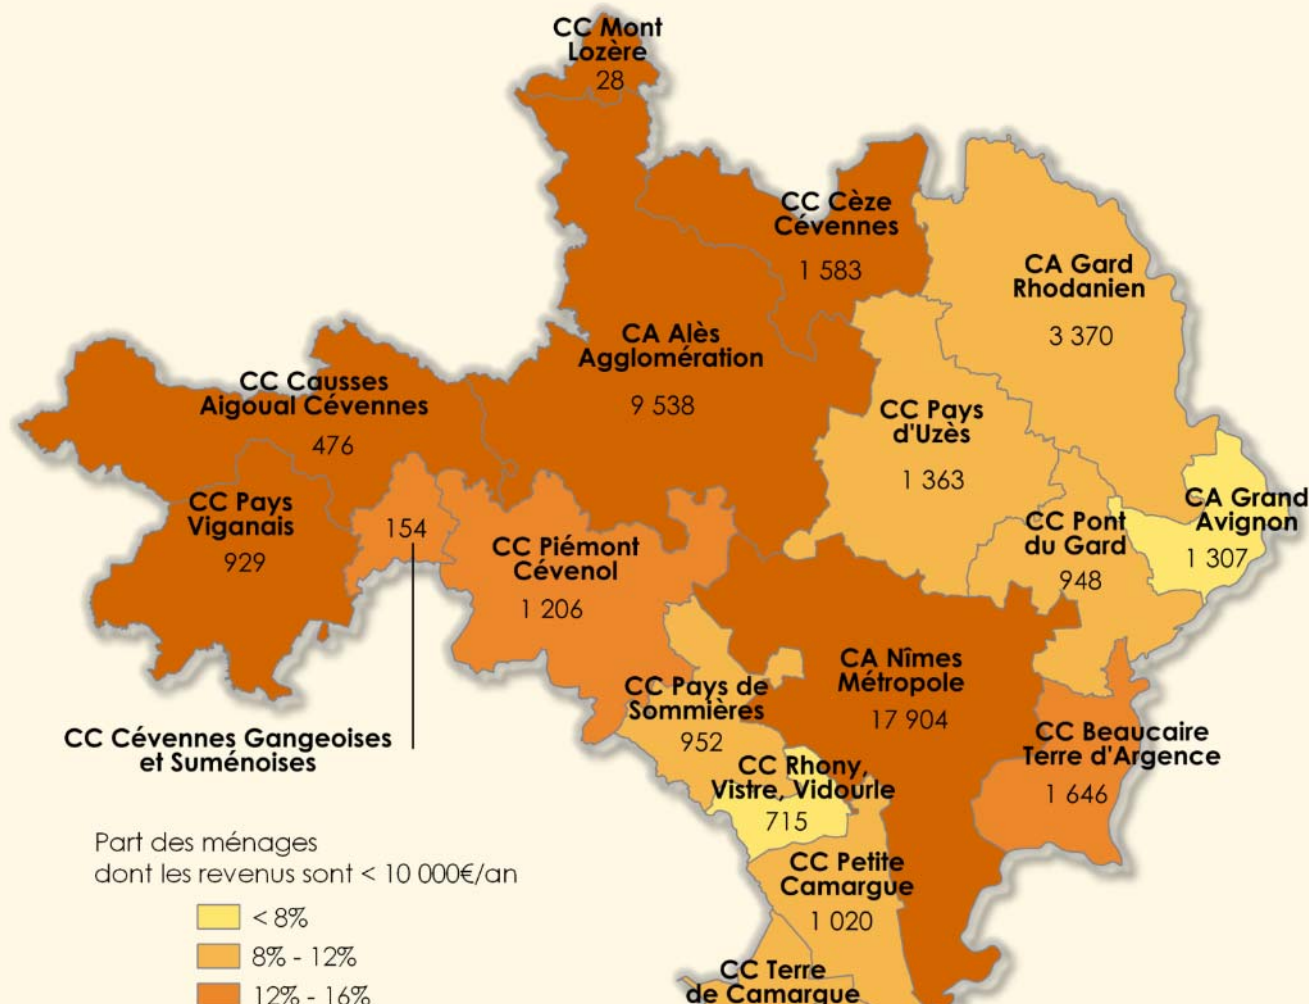 CC Mont
Lozère
28
CC Cèze
Cévennes
1 583
CA Gard
Rhodanien
3 370
CA Alès
Agglomération
9 538
CC Causses
Aigoual Cévennes
476
CC Pays
d'Uzès
1 363
CC Pays
Viganais
929
154
CC Piémont
Cévenol
1 206
CC Pont
du Gard
948
CA Grand
Avignon
1 307
CA Nîmes
Métropole
17 904
CC Pays de
Sommières
952
CC Cévennes Gangeoises
et Suménoises
CC Beaucaire
Terre d'Argence
1 646
CC Rhony,
Vistre, Vidourle
715
CC Petite
Camargue
1 020
CC Terre
de Camargue
Part des ménages
dont les revenus sont < 10 000€/an
< 8%
8% - 12%
12% - 16%